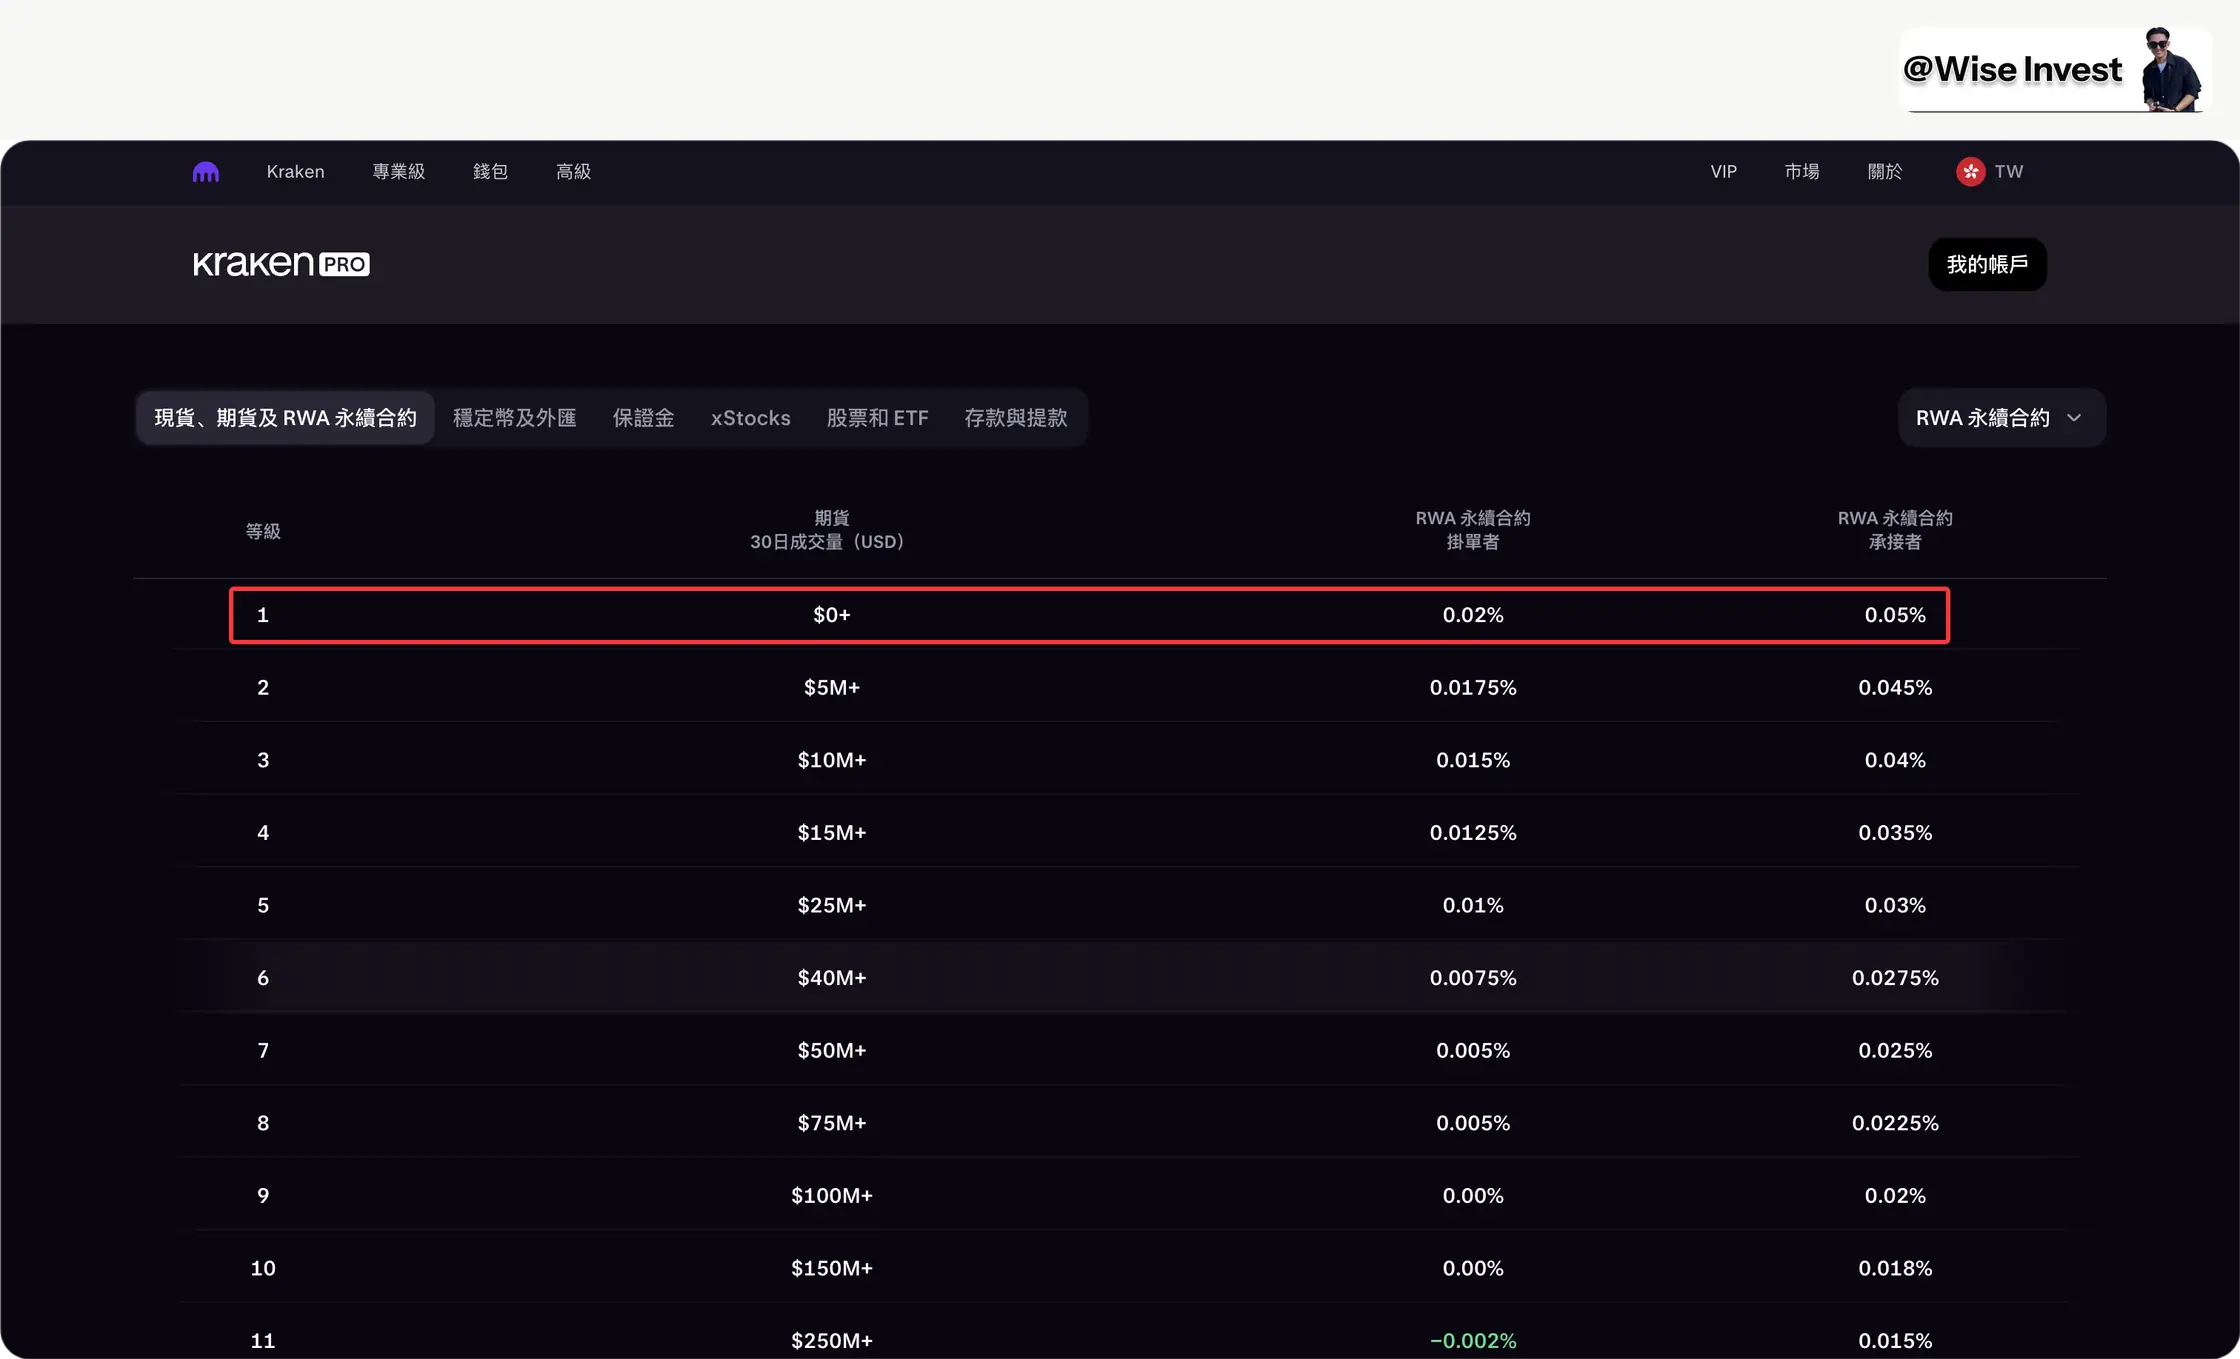 @Wise Invest
Kraken 專業級 錢包 高級 VIP 市場 關於 TW
kraken PRO 我的帳戶
現貨、期貨及 RWA 永續合約 穩定幣及外匯 保證金 xStocks 股票和 ETF 存款與提款 RWA 永續合約
等級 期貨 RWA 永續合約 RWA 永續合約
30日成交量（USD） 掛單者 承接者
1 $0+ 0.02% 0.05%
2 $5M+ 0.0175% 0.045%
3 $10M+ 0.015% 0.04%
4 $15M+ 0.0125% 0.035%
5 $25M+ 0.01% 0.03%
6 $40M+ 0.0075% 0.0275%
7 $50M+ 0.005% 0.025%
8 $75M+ 0.005% 0.0225%
9 $100M+ 0.00% 0.02%
10 $150M+ 0.00% 0.018%
11 $250M+ −0.002% 0.015%